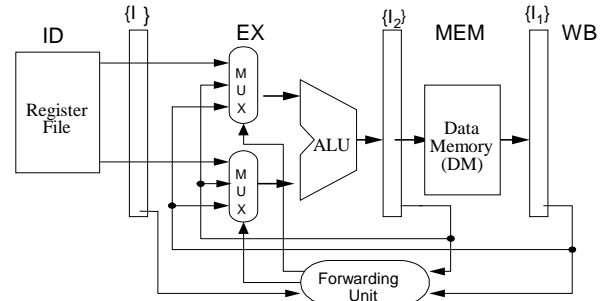 {I }
{I2}
{I1}
ID
EX
MEM
WB
Register
File
M
U
X
M
U
X
ALU
Data
Memory
(DM)
Forwarding
Unit